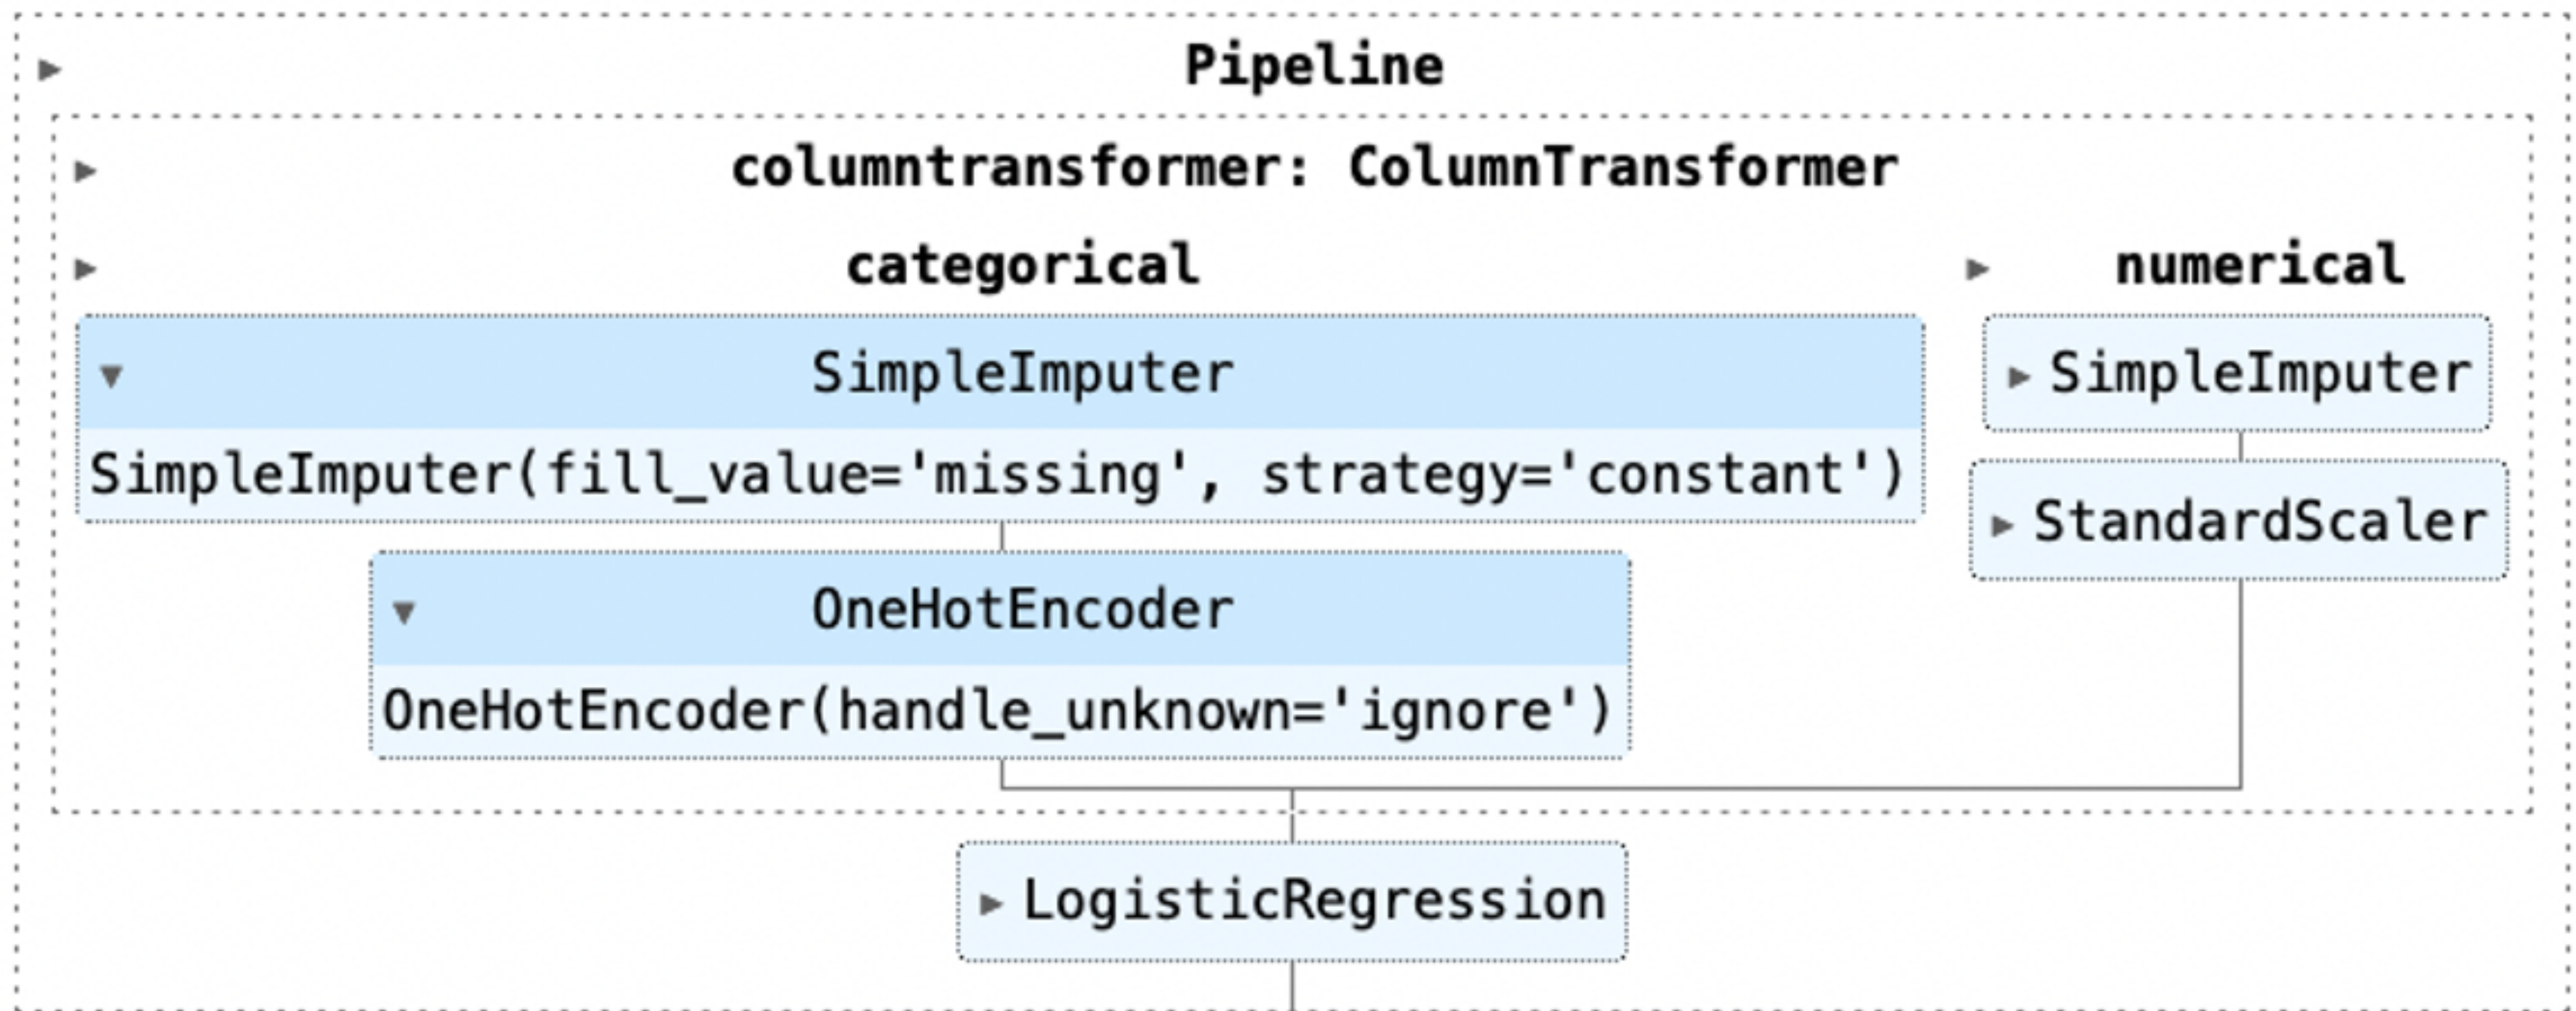 Pipeline
columntransformer: ColumnTransformer
categorical
SimpleImputer
SimpleImputer(fill_value='missing', strategy='constant')
OneHotEncoder
OneHotEncoder(handle_unknown='ignore')
numerical
SimpleImputer
StandardScaler
LogisticRegression